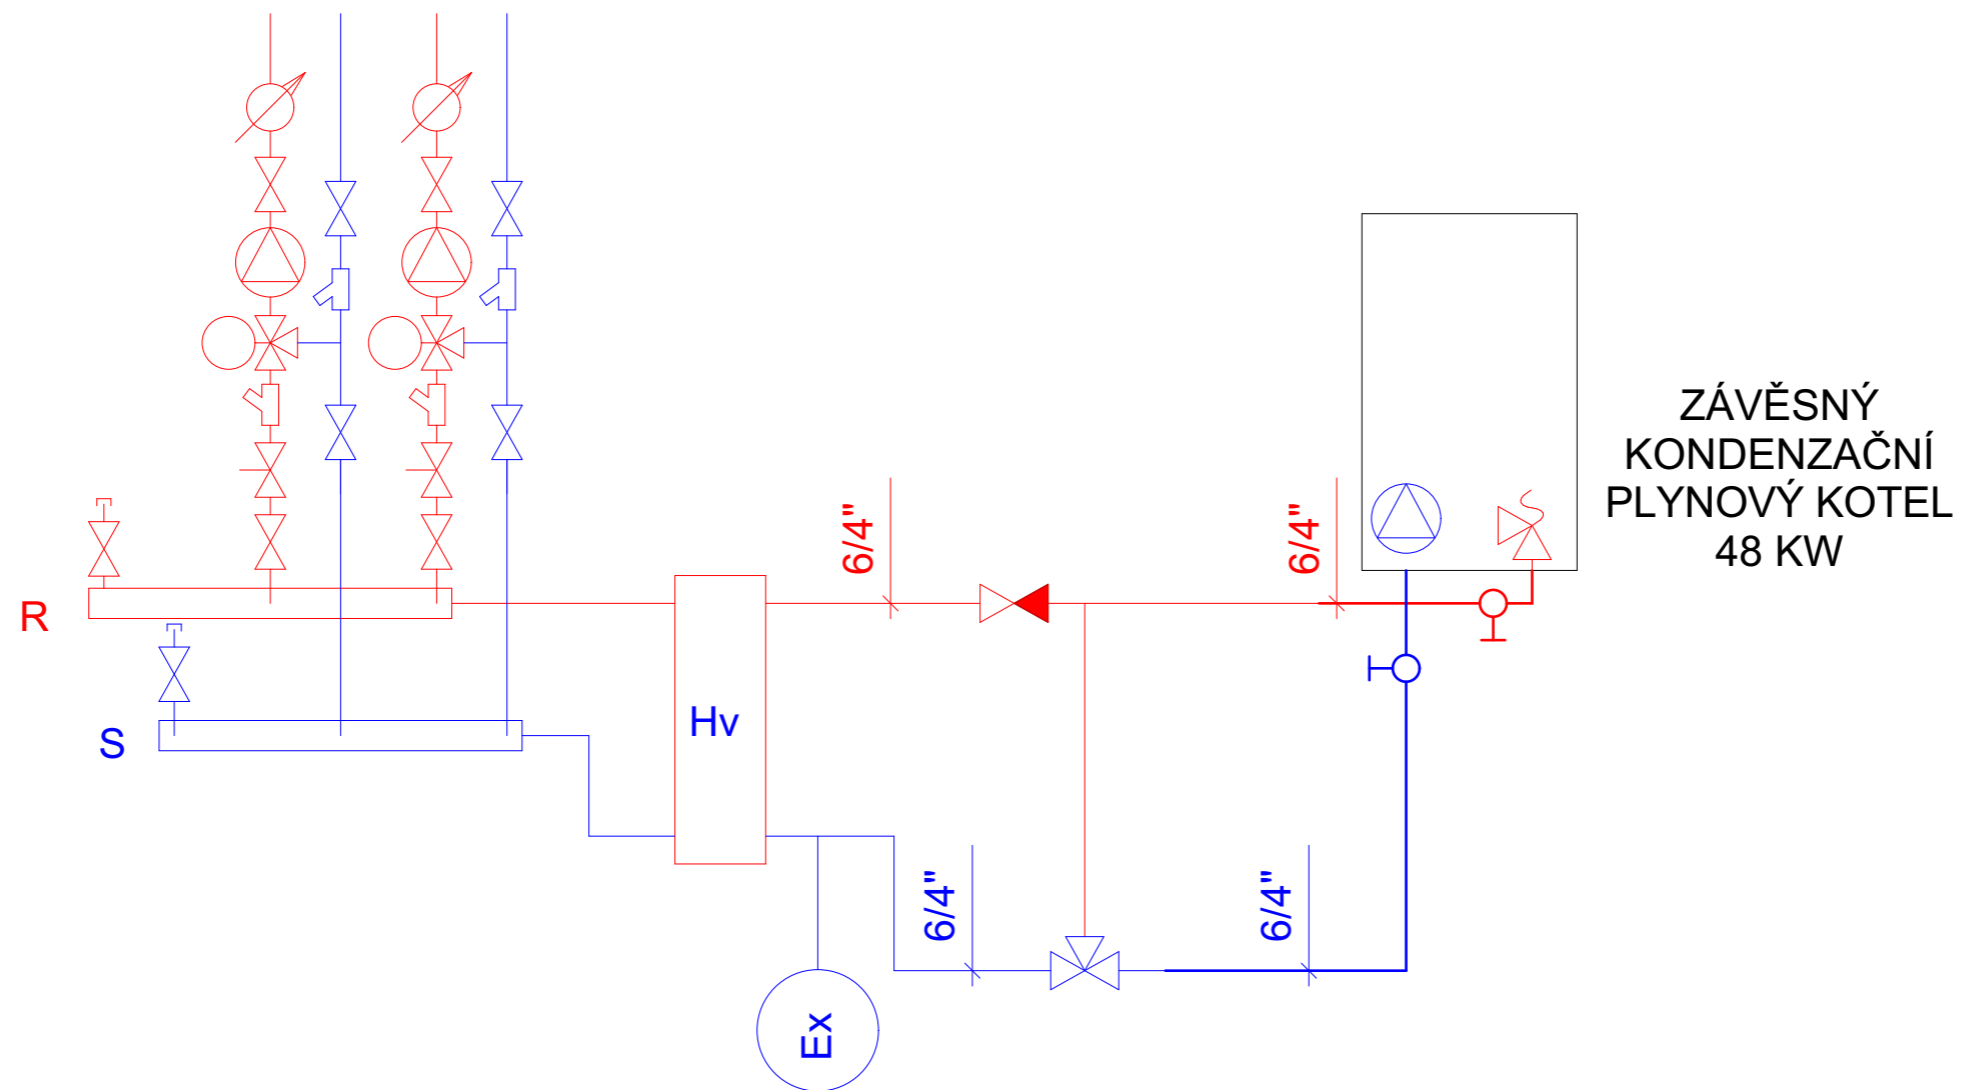 6/4"
6/4"
ZÁVĚSNÝ
KONDENZAČNÍ
PLYNOVÝ KOTEL
48 KW
R
S
Hv
6/4"
6/4"
Ex